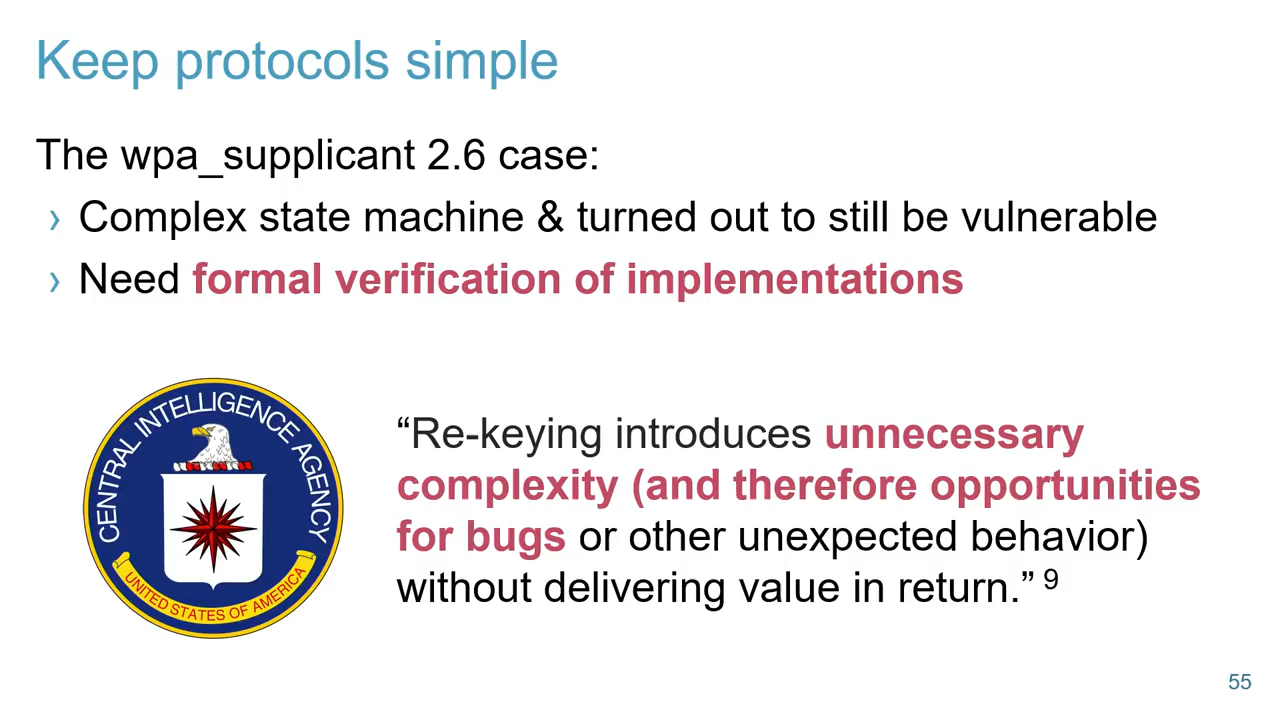 Keep protocols simple
The wpa_supplicant 2.6 case:
› Complex state machine & turned out to still be vulnerable
› Need formal verification of implementations
CENTRAL INTELLIGENCE AGENCY
UNITED STATES OF AMERICA
“Re-keying introduces unnecessary
complexity (and therefore opportunities
for bugs or other unexpected behavior)
without delivering value in return.” 9
55